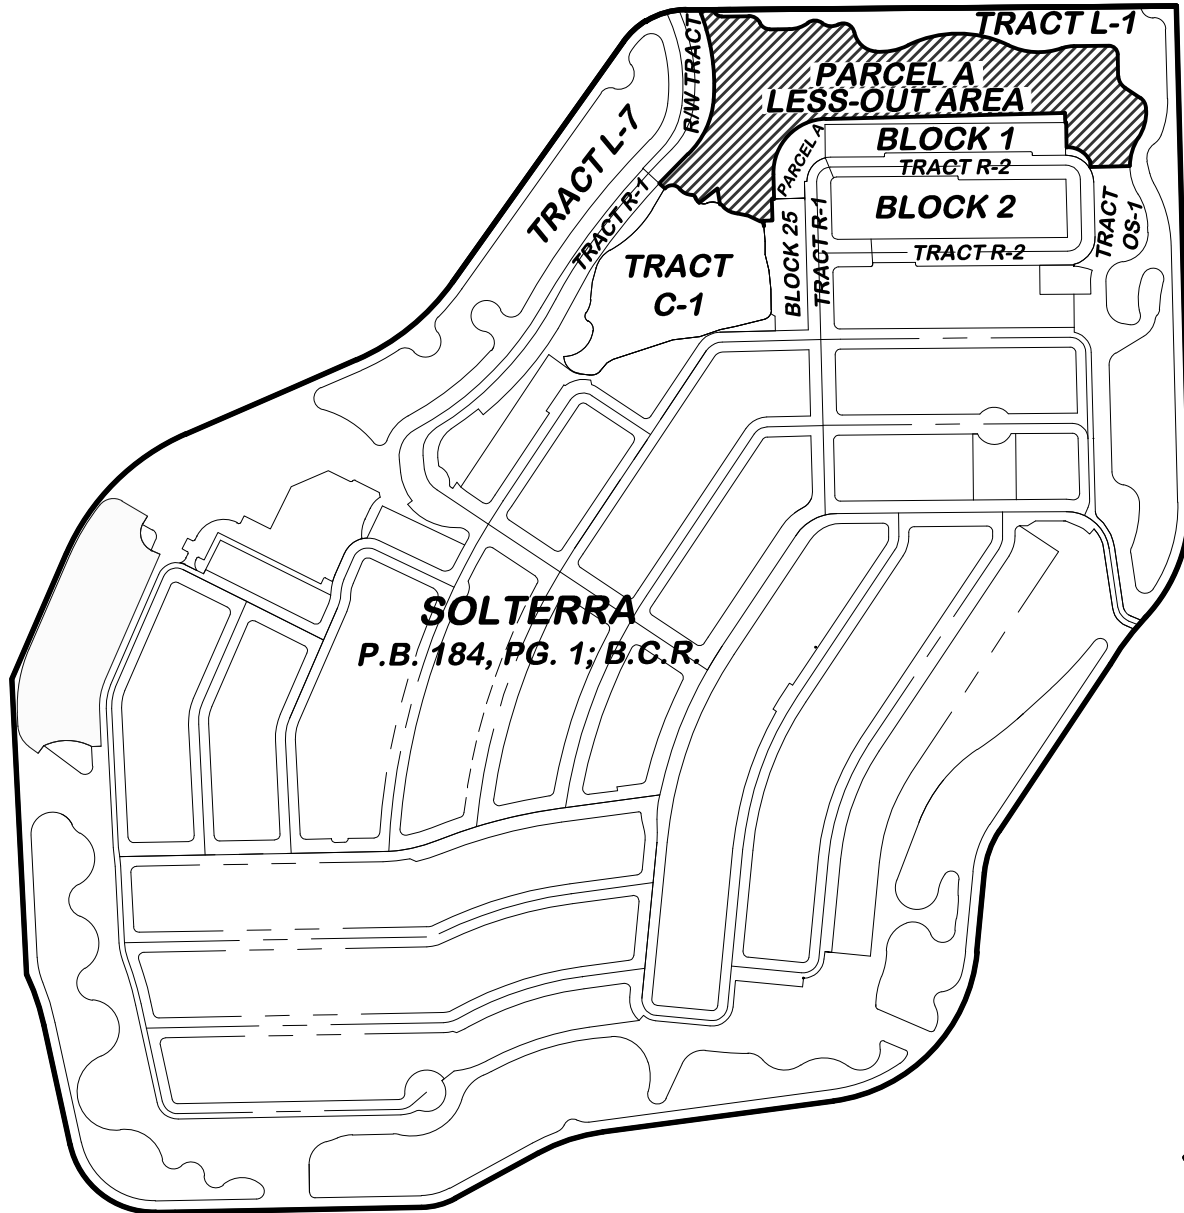 TRACT L-1
R/W TRACT
PARCEL A
LESS-OUT AREA
TRACT L-7
PARCEL A
BLOCK 1
TRACT R-2
TRACT R-1
BLOCK 2
TRACT
OS-1
BLOCK 25
TRACT R-1
TRACT R-2
TRACT
C-1
SOLTERRA
P.B. 184, PG. 1; B.C.R.